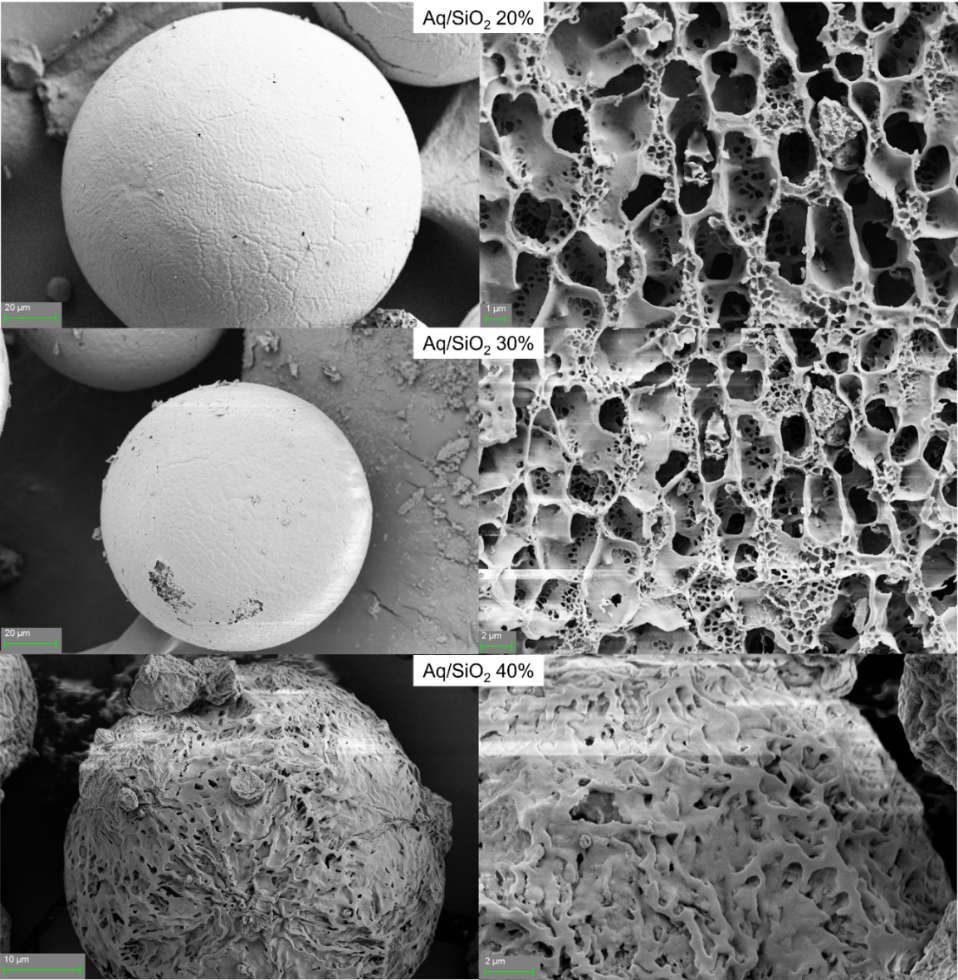 Aq/SiO₂ 20%
20 µm
1 µm
Aq/SiO₂ 30%
20 µm
2 µm
Aq/SiO₂ 40%
10 µm
2 µm